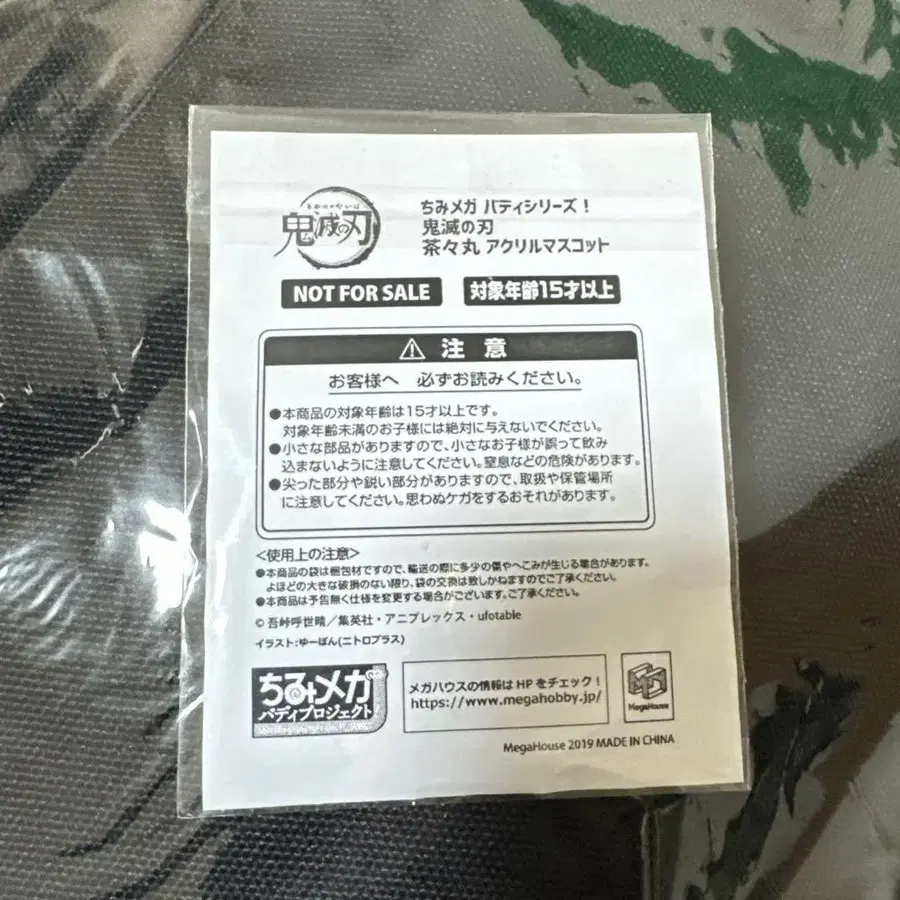 きめつのやいば
鬼滅の刃
ちみメガ バディシリーズ！
鬼滅の刃
茶々丸 アクリルマスコット
NOT FOR SALE
対象年齢15才以上
注 意
お客様へ 必ずお読みください。
●本商品の対象年齢は15才以上です。
対象年齢未満のお子様には絶対に与えないでください。
●小さな部品がありますので、小さなお子様が誤って飲み
込まないように注意してください。窒息などの危険があります。
●尖った部分や鋭い部分がありますので、取扱や保管場所
に注意してください。思わぬケガをするおそれがあります。
＜使用上の注意＞
●本商品の袋は梱包材ですので、輸送の際に多少の傷やへこみが生じる場合があります。
よほどの大きな破損のない限り、袋の交換は致しかねますのでご了承ください。
●本商品は予告無く仕様を変更する場合がございます。ご了承ください。
© 吾峠呼世晴／集英社・アニプレックス・ufotable
イラスト：ゆーぽん(ニトロプラス)
ちみメガ
バディプロジェクト
メガハウスの情報は HP をチェック！
https://www.megahobby.jp/
MegaHouse
MegaHouse 2019 MADE IN CHINA